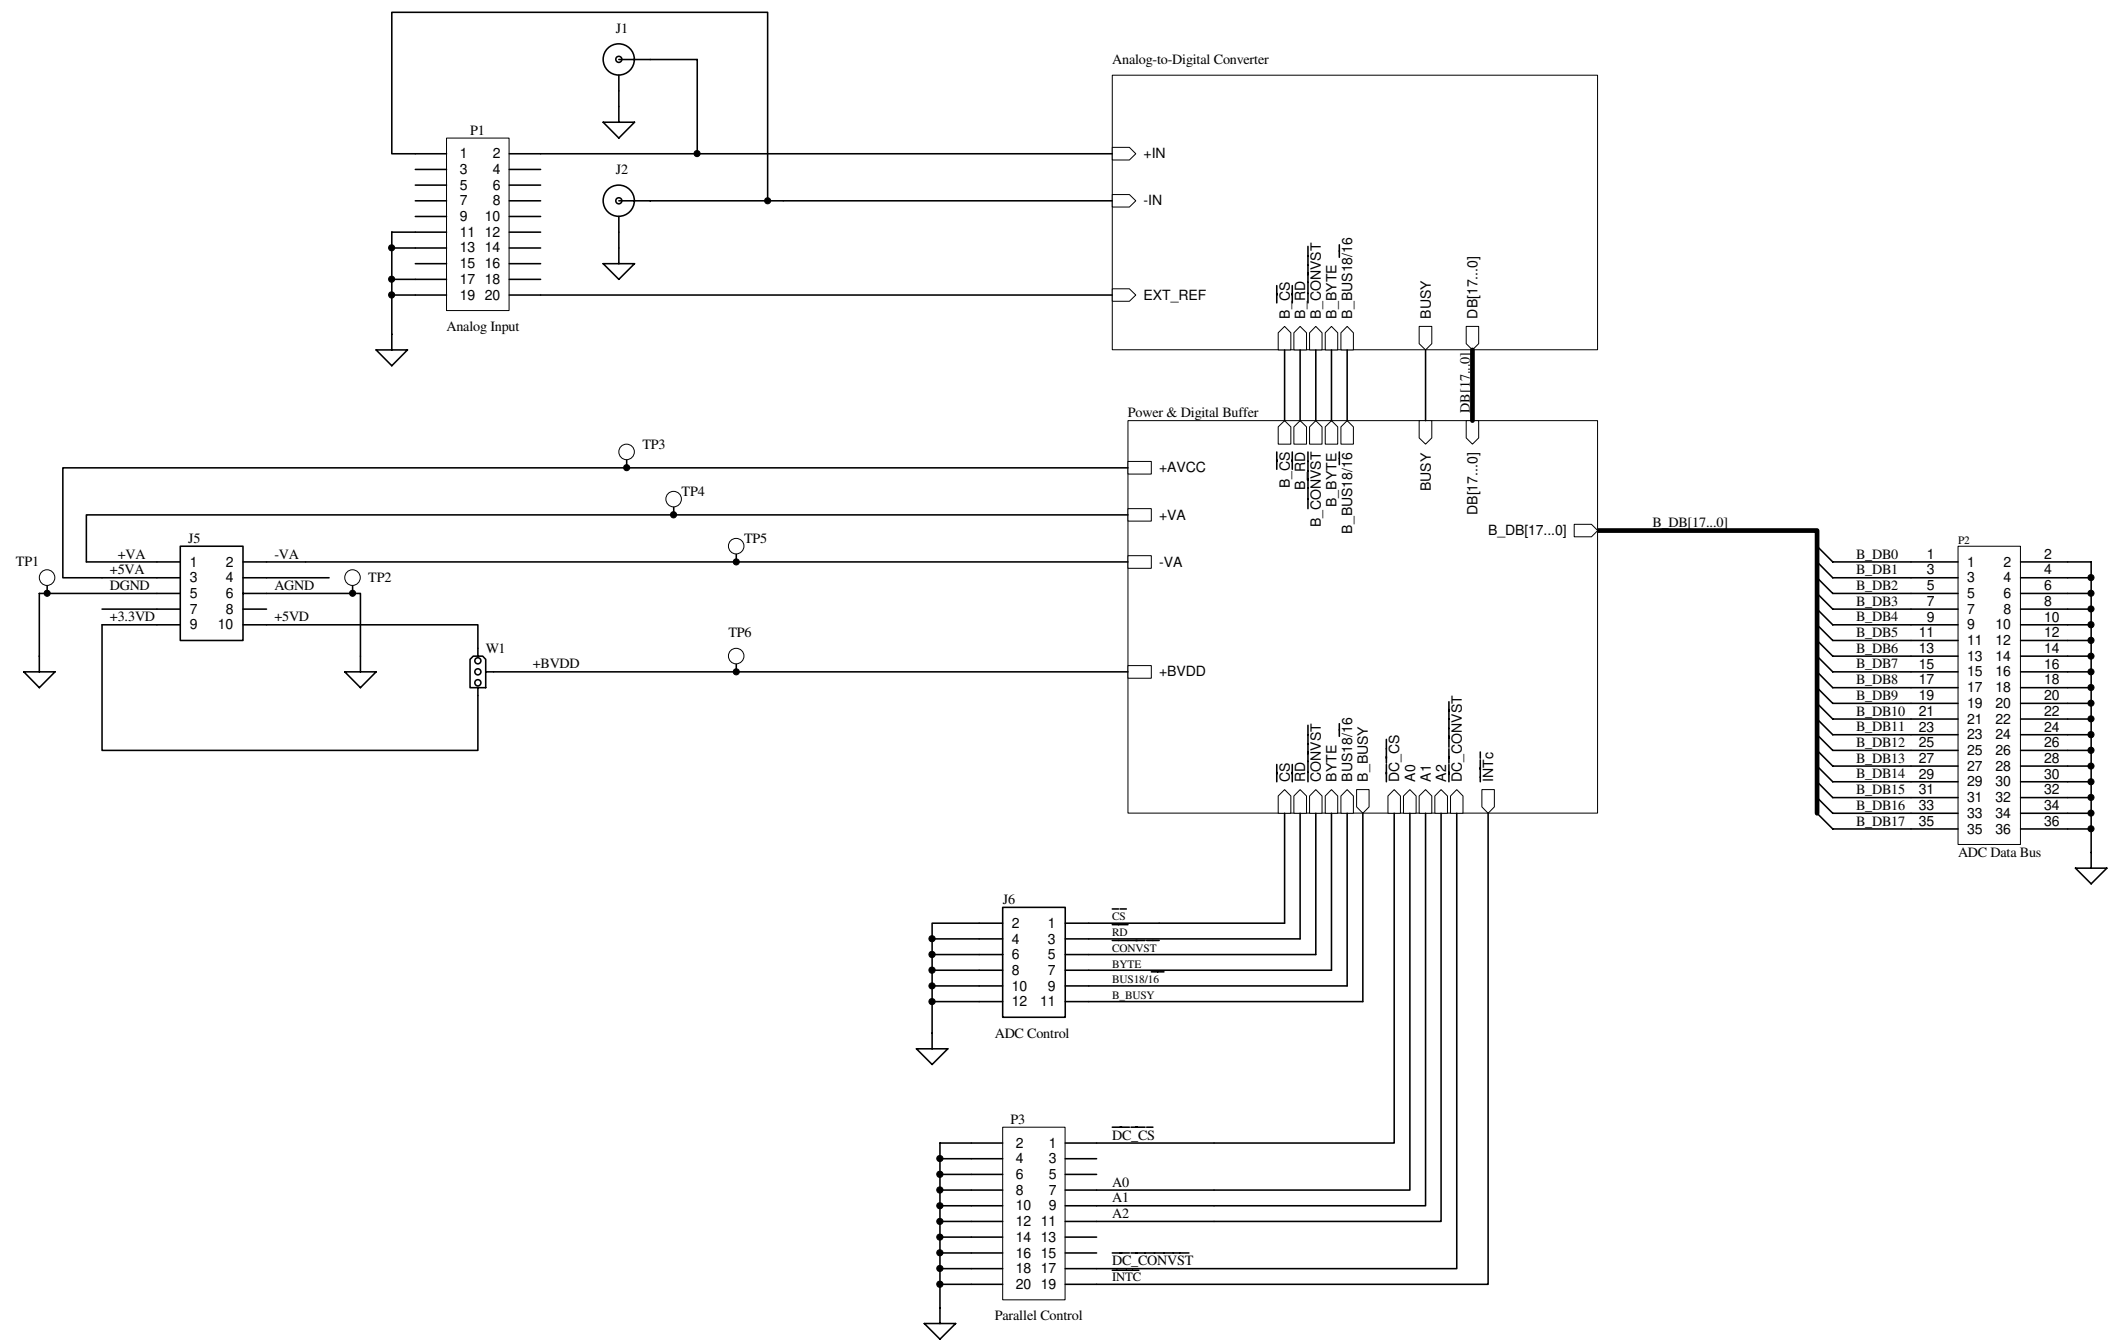 J1
Analog-to-Digital Converter
P1
1 2
3 4
5 6
7 8
9 10
11 12
13 14
15 16
17 18
19 20
Analog Input
J2
+IN
-IN
EXT_REF
B_CS
B_RD
B_CONVST
B_BYTE
B_BUS18/16
BUSY
DB[17...0]
DB[17...0]
Power & Digital Buffer
B_CS
B_RD
B_CONVST
B_BYTE
B_BUS18/16
BUSY
DB[17...0]
+AVCC
+VA
-VA
+BVDD
B_DB[17...0]
B_DB[17...0]
TP3
TP4
TP5
TP6
J5
TP1
TP2
+VA 1 2 -VA
+5VA 3 4
DGND 5 6 AGND
7 8
+3.3VD 9 10 +5VD
W1
+BVDD
CS
RD
CONVST
BYTE
BUS18/16
B_BUSY
DC_CS
A0
A1
A2
DC_CONVST
INTc
P2
B_DB0 1 1 2 2
B_DB1 3 3 4 4
B_DB2 5 5 6 6
B_DB3 7 7 8 8
B_DB4 9 9 10 10
B_DB5 11 11 12 12
B_DB6 13 13 14 14
B_DB7 15 15 16 16
B_DB8 17 17 18 18
B_DB9 19 19 20 20
B_DB10 21 21 22 22
B_DB11 23 23 24 24
B_DB12 25 25 26 26
B_DB13 27 27 28 28
B_DB14 29 29 30 30
B_DB15 31 31 32 32
B_DB16 33 33 34 34
B_DB17 35 35 36 36
ADC Data Bus
J6
2 1 CS
4 3 RD
6 5 CONVST
8 7 BYTE
10 9 BUS18/16
12 11 B_BUSY
ADC Control
P3
2 1 DC_CS
4 3
6 5
8 7 A0
10 9 A1
12 11 A2
14 13
16 15
18 17 DC_CONVST
20 19 INTC
Parallel Control